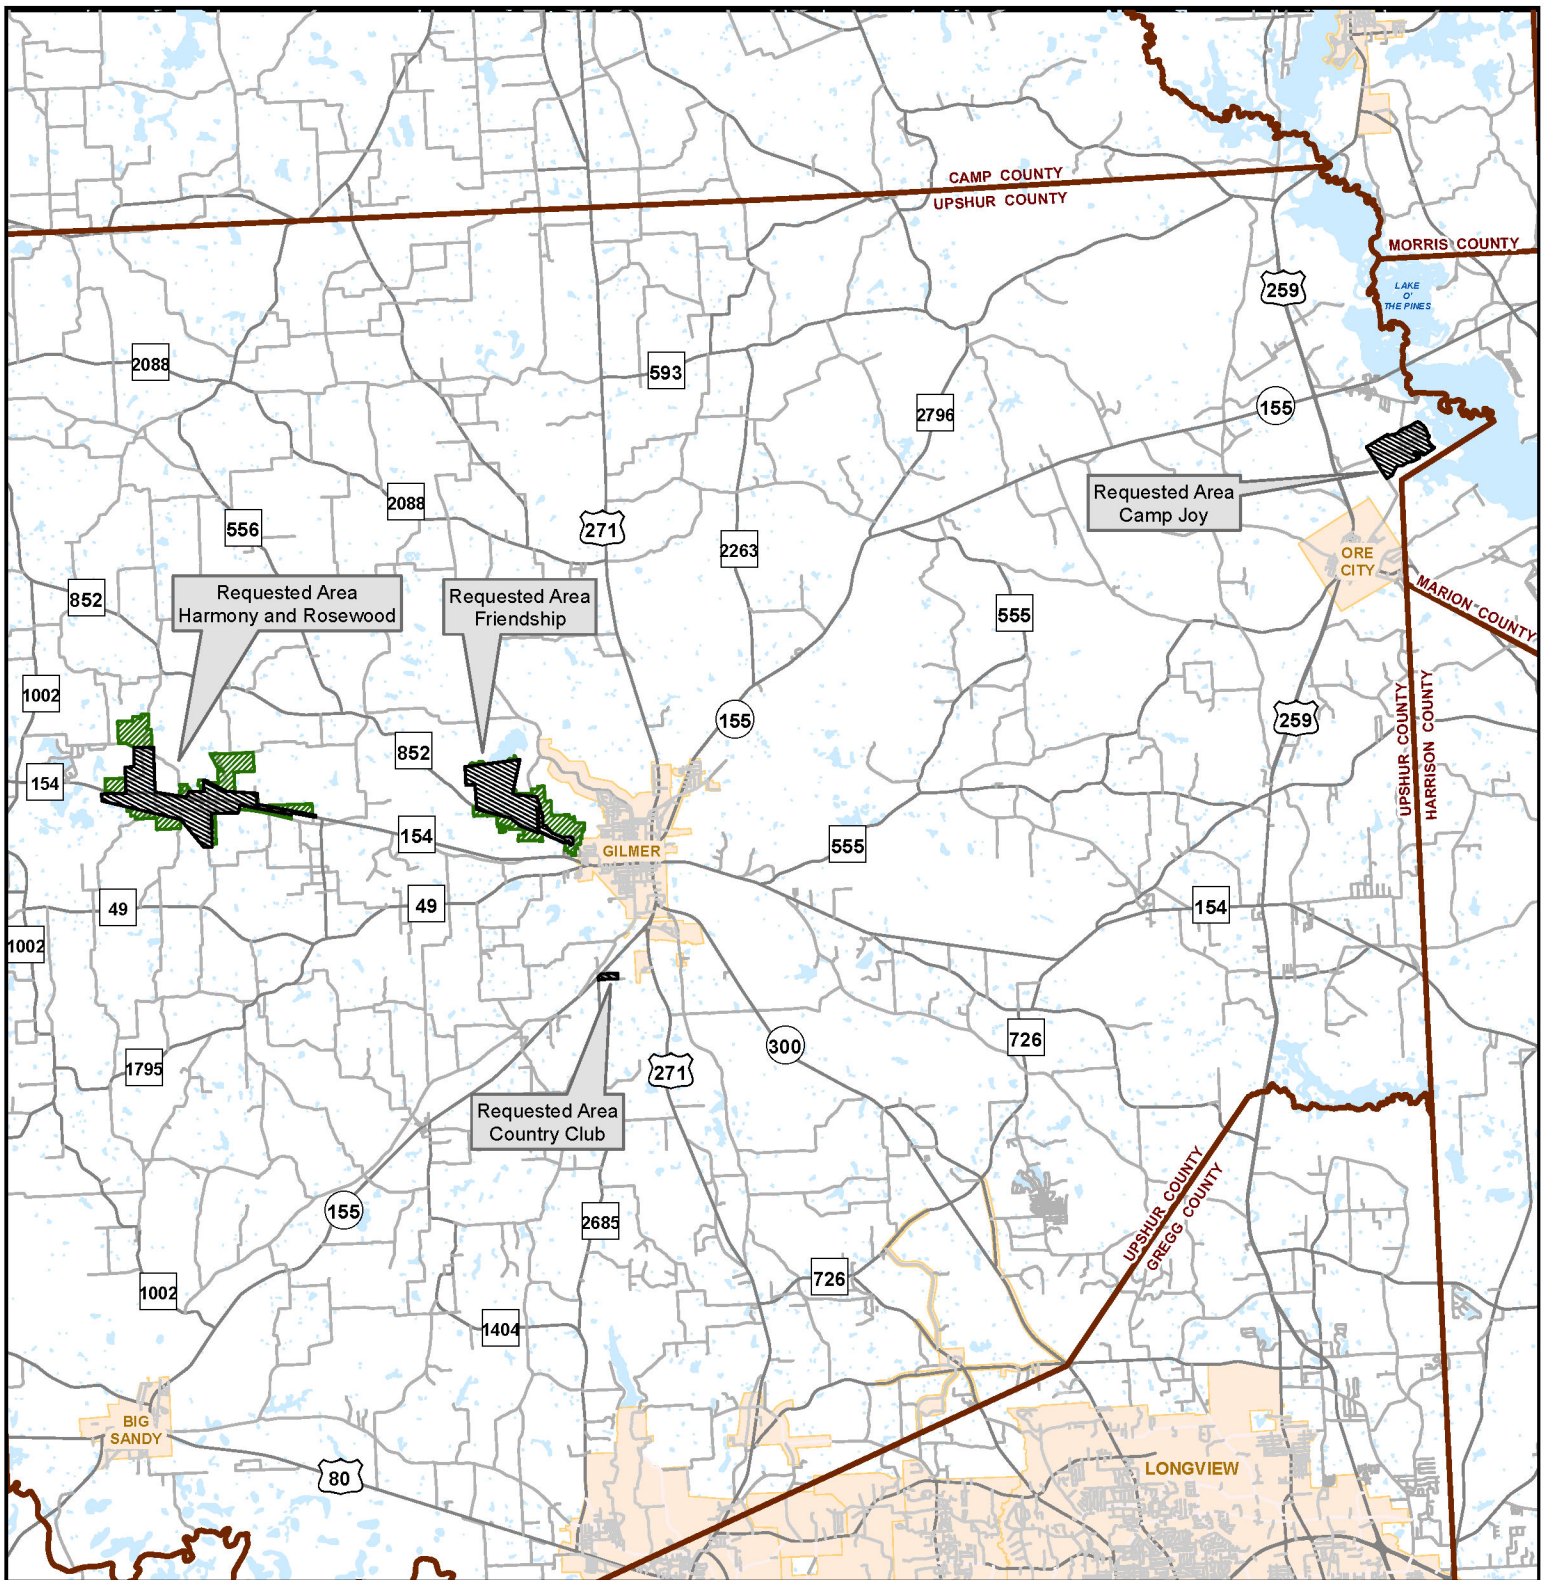 CAMP COUNTY
UPSHUR COUNTY
MORRIS COUNTY
259
LAKE
O'
THE PINES
2088
593
155
2796
Requested Area
Camp Joy
2088
556
271
2263
ORE
CITY
852
Requested Area
Harmony and Rosewood
Requested Area
Friendship
555
MARION COUNTY
1002
155
259
UPSHUR COUNTY
HARRISON COUNTY
852
154
154
GILMER
555
49
49
154
1002
1795
300
726
271
Requested Area
Country Club
155
2685
UPSHUR COUNTY
GREGG COUNTY
726
1002
1404
BIG
SANDY
80
LONGVIEW